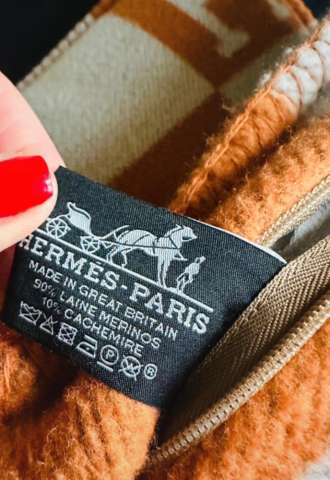 HERMES-PARIS
MADE IN GREAT BRITAIN
90% LAINE MERINOS
10% CACHEMIRE
P
®